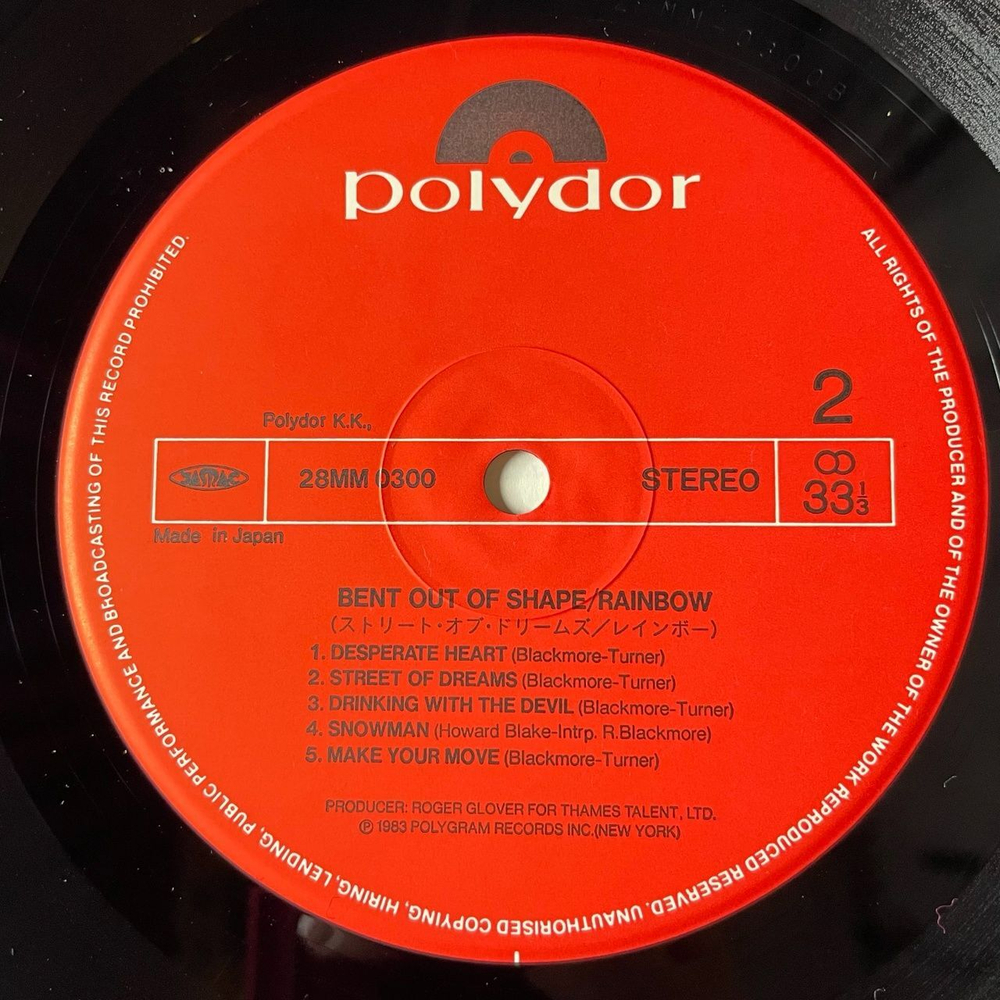 polydor
ALL RIGHTS OF THE PRODUCER AND OF THE OWNER OF THE WORK REPRODUCED RESERVED. UNAUTHORISED COPYING, HIRING, LENDING, PUBLIC PERFORMANCE AND BROADCASTING OF THIS RECORD PROHIBITED.
2
Polydor K.K.
JASRAC 28MM 0300 STEREO 33 1/3
Made in Japan
BENT OUT OF SHAPE/RAINBOW
(ストリート・オブ・ドリームズ/レインボー)
1. DESPERATE HEART (Blackmore-Turner)
2. STREET OF DREAMS (Blackmore-Turner)
3. DRINKING WITH THE DEVIL (Blackmore-Turner)
4. SNOWMAN (Howard Blake-Intrp. R.Blackmore)
5. MAKE YOUR MOVE (Blackmore-Turner)
PRODUCER: ROGER GLOVER FOR THAMES TALENT, LTD.
Ⓟ 1983 POLYGRAM RECORDS INC.(NEW YORK)